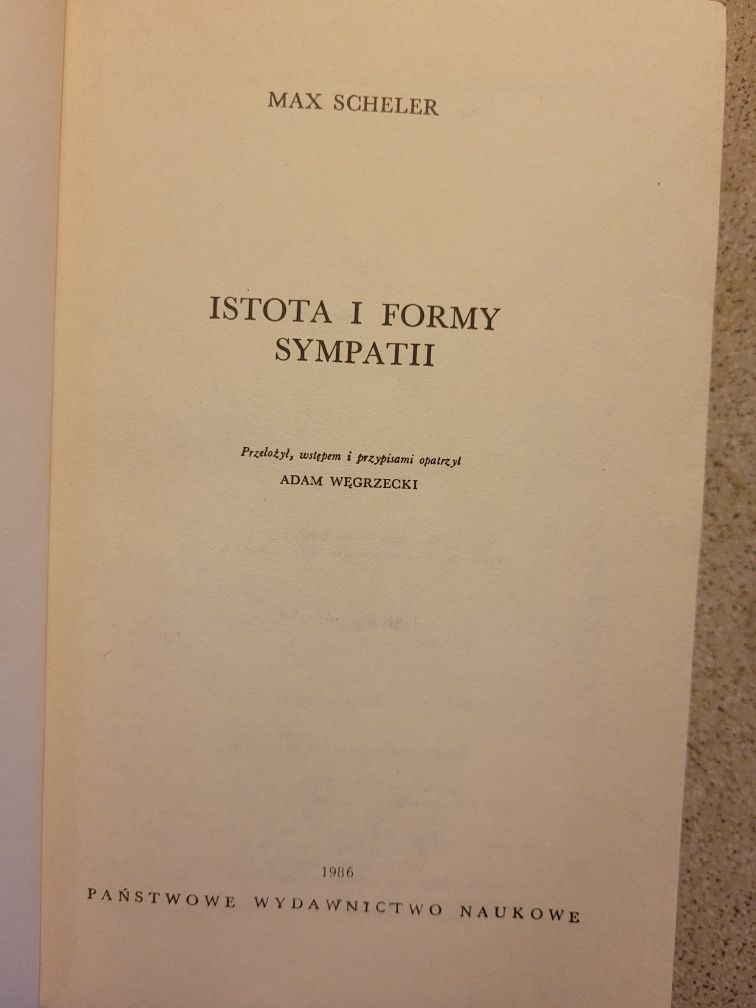 MAX SCHELER
ISTOTA I FORMY
SYMPATII
Przełożył, wstępem i przypisami opatrzył
ADAM WĘGRZECKI
1986
PAŃSTWOWE WYDAWNICTWO NAUKOWE